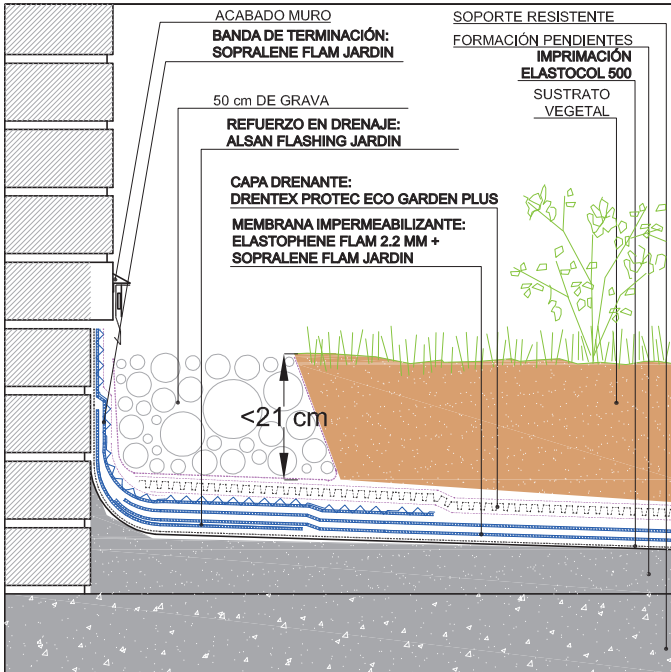 ACABADO MURO
BANDA DE TERMINACIÓN:
SOPRALENE FLAM JARDIN
50 cm DE GRAVA
REFUERZO EN DRENAJE:
ALSAN FLASHING JARDIN
CAPA DRENANTE:
DRENTEX PROTEC ECO GARDEN PLUS
MEMBRANA IMPERMEABILIZANTE:
ELASTOPHENE FLAM 2.2 MM +
SOPRALENE FLAM JARDIN
SOPORTE RESISTENTE
FORMACIÓN PENDIENTES
IMPRIMACIÓN
ELASTOCOL 500
SUSTRATO
VEGETAL
<21 cm